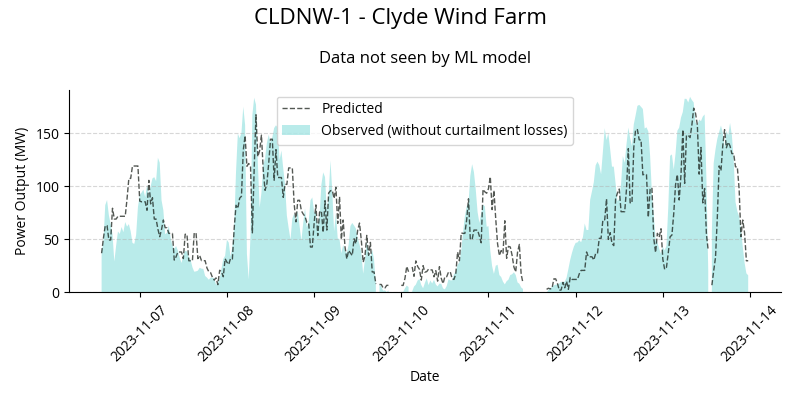 CLDNW-1 - Clyde Wind Farm
Data not seen by ML model
Predicted
Observed (without curtailment losses)
Power Output (MW)
150
100
50
0
2023-11-07
2023-11-08
2023-11-09
2023-11-10
2023-11-11
2023-11-12
2023-11-13
2023-11-14
Date